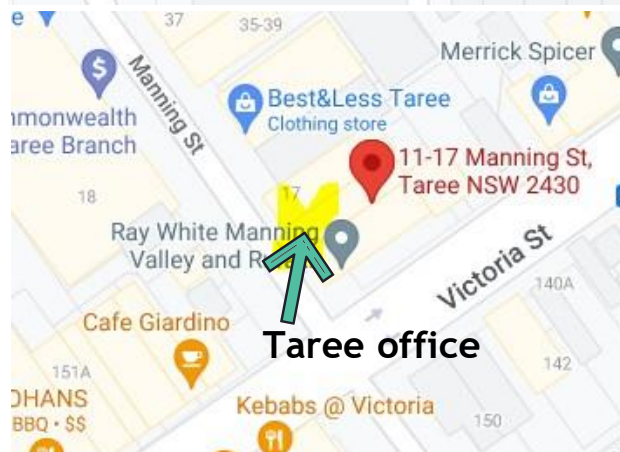 e
37
35-39
Merrick Spicer
Manning St
Best&Less Taree
Clothing store
nmonwealth
aree Branch
11-17 Manning St,
Taree NSW 2430
18
17
Ray White Manning
Valley and R
Victoria St
140A
Cafe Giardino
Taree office
151A
142
OHANS
BBQ • $$
Kebabs @ Victoria
150